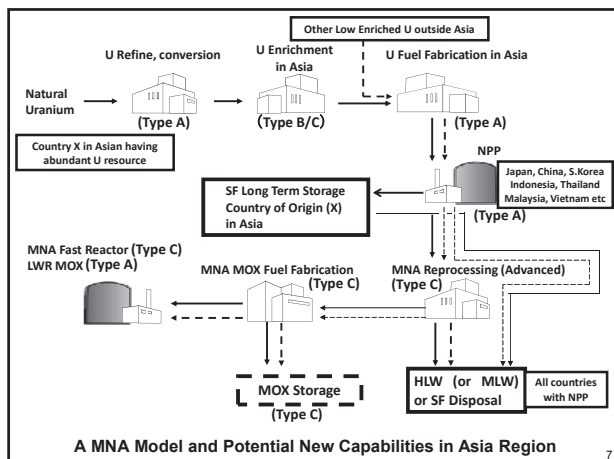 Other Low Enriched U outside Asia
U Refine, conversion
U Enrichment
in Asia
U Fuel Fabrication in Asia
Natural
Uranium
(Type A)
(Type B/C)
(Type A)
Country X in Asian having
abundant U resource
NPP
Japan, China, S.Korea
Indonesia, Thailand
Malaysia, Vietnam etc
(Type A)
SF Long Term Storage
Country of Origin (X)
in Asia
MNA Fast Reactor (Type C)
LWR MOX (Type A)
MNA MOX Fuel Fabrication
(Type C)
MNA Reprocessing (Advanced)
(Type C)
MOX Storage
(Type C)
HLW (or MLW)
or SF Disposal
All countries
with NPP
A MNA Model and Potential New Capabilities in Asia Region
7